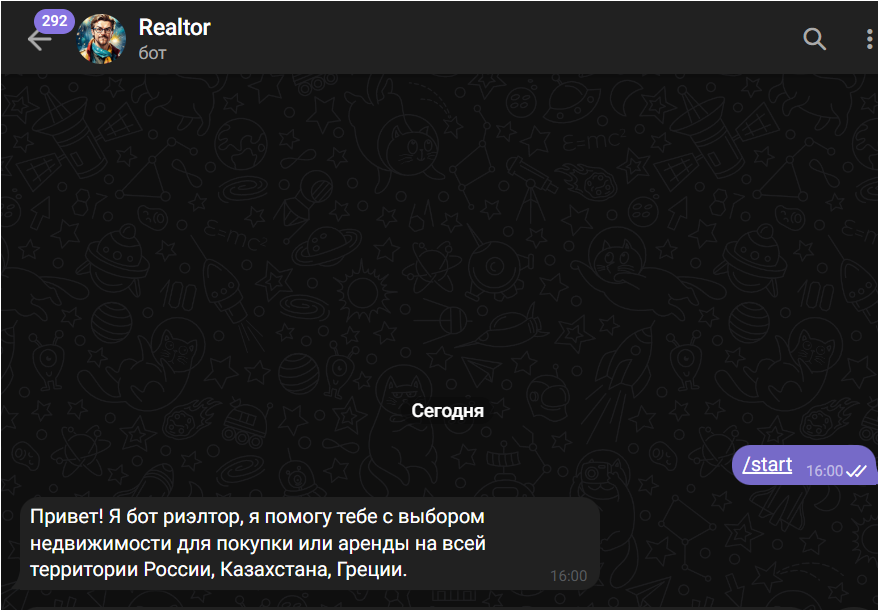 292
Realtor
бот
Сегодня
/start 16:00
Привет! Я бот риэлтор, я помогу тебе с выбором
недвижимости для покупки или аренды на всей
территории России, Казахстана, Греции.
16:00